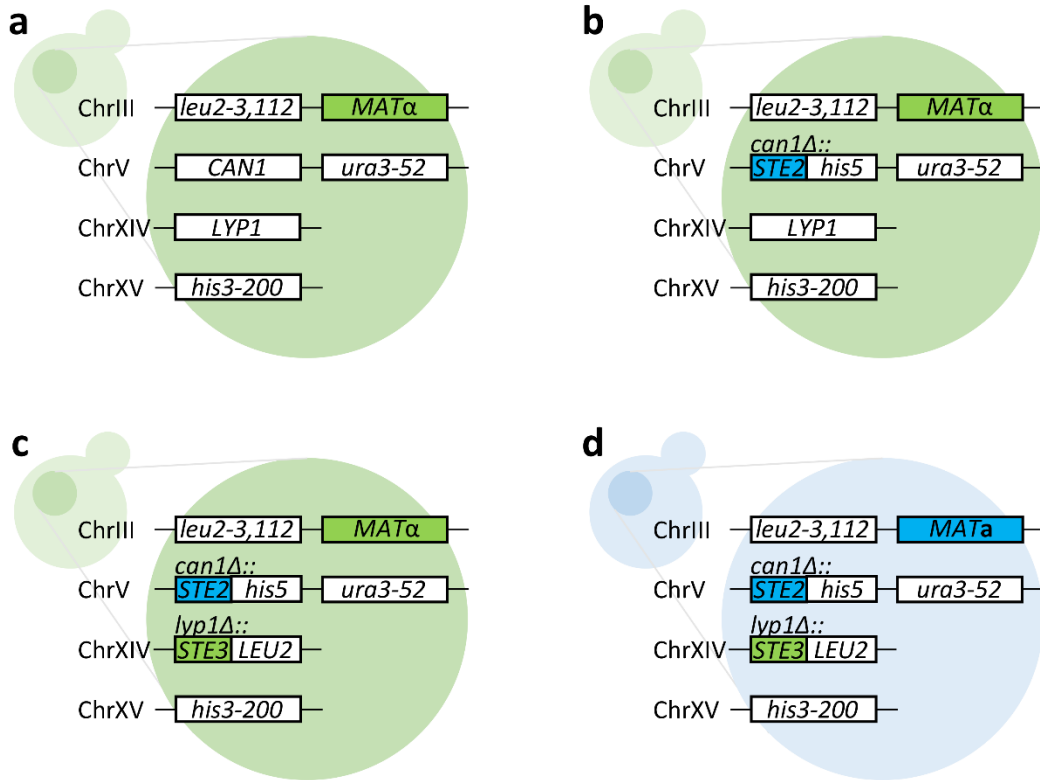 a
ChrIII leu2-3,112 MATα
ChrV CAN1 ura3-52
ChrXIV LYP1
ChrXV his3-200
b
ChrIII leu2-3,112 MATα
can1Δ::
ChrV STE2 his5 ura3-52
ChrXIV LYP1
ChrXV his3-200
c
ChrIII leu2-3,112 MATα
can1Δ::
ChrV STE2 his5 ura3-52
lyp1Δ::
ChrXIV STE3 LEU2
ChrXV his3-200
d
ChrIII leu2-3,112 MATa
can1Δ::
ChrV STE2 his5 ura3-52
lyp1Δ::
ChrXIV STE3 LEU2
ChrXV his3-200